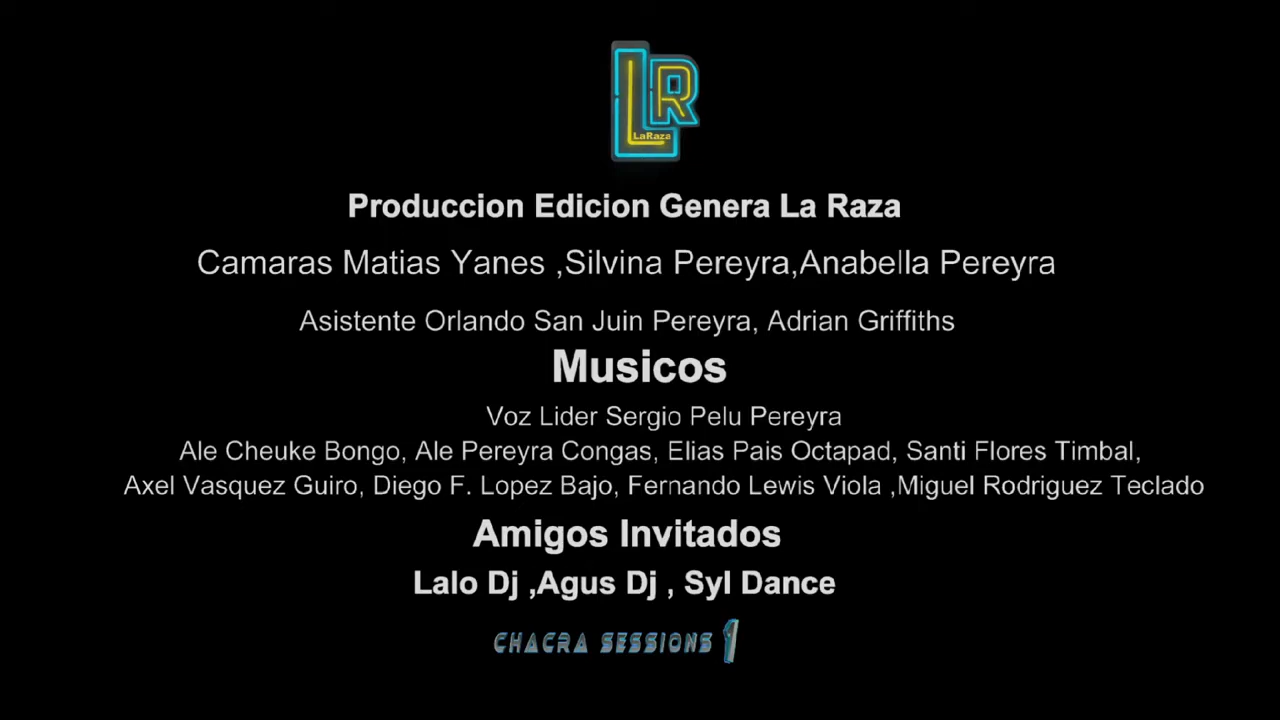 LR
LaRaza
Produccion Edicion Genera La Raza
Camaras Matias Yanes ,Silvina Pereyra,Anabella Pereyra
Asistente Orlando San Juin Pereyra, Adrian Griffiths
Musicos
Voz Lider Sergio Pelu Pereyra
Ale Cheuke Bongo, Ale Pereyra Congas, Elias Pais Octapad, Santi Flores Timbal,
Axel Vasquez Guiro, Diego F. Lopez Bajo, Fernando Lewis Viola ,Miguel Rodriguez Teclado
Amigos Invitados
Lalo Dj ,Agus Dj , Syl Dance
CHACRA SESSIONS 1